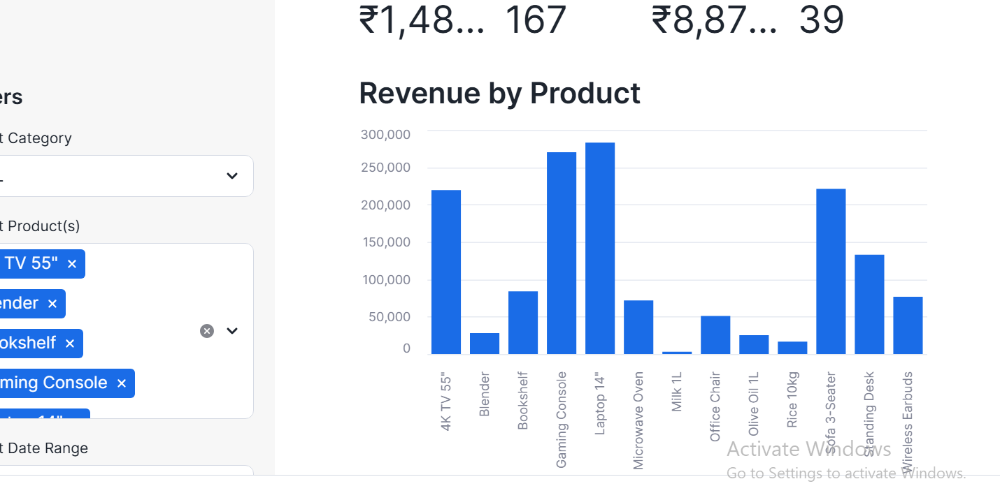 ₹1,48... 167 ₹8,87... 39
ers
Revenue by Product
t Category
t Product(s)
TV 55" ×
ender ×
okshelf ×
ming Console ×
14"
t Date Range
300,000
250,000
200,000
150,000
100,000
50,000
0
4K TV 55"
Blender
Bookshelf
Gaming Console
Laptop 14"
Microwave Oven
Milk 1L
Office Chair
Olive Oil 1L
Rice 10kg
Sofa 3-Seater
Standing Desk
Wireless Earbuds
Activate Windows
Go to Settings to activate Windows.